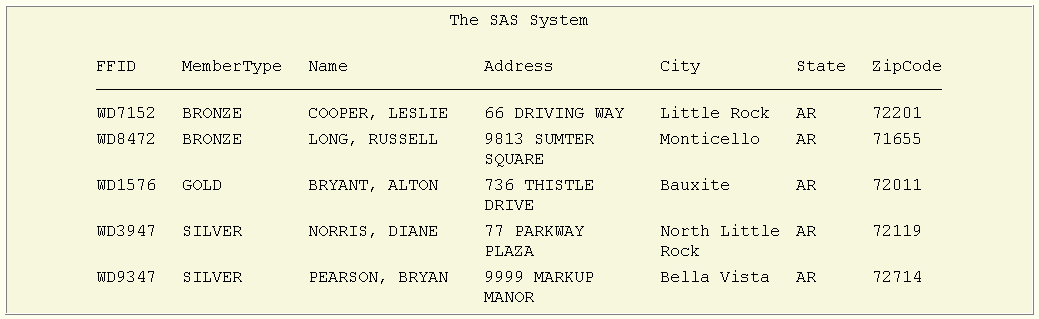 The SAS System
FFID MemberType Name Address City State ZipCode
WD7152 BRONZE COOPER, LESLIE 66 DRIVING WAY Little Rock AR 72201
WD8472 BRONZE LONG, RUSSELL 9813 SUMTER Monticello AR 71655
SQUARE
WD1576 GOLD BRYANT, ALTON 736 THISTLE Bauxite AR 72011
DRIVE
WD3947 SILVER NORRIS, DIANE 77 PARKWAY North Little AR 72119
PLAZA Rock
WD9347 SILVER PEARSON, BRYAN 9999 MARKUP Bella Vista AR 72714
MANOR